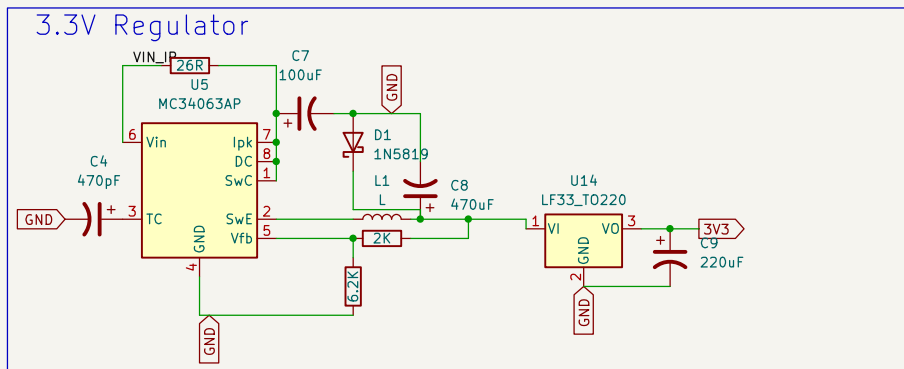 3.3V Regulator
VIN_IP
26R
C7
100uF
GND
U5
MC34063AP
6
Vin
Ipk
7
DC
8
SwC
1
D1
1N5819
C4
470pF
GND
3
TC
SwE
2
Vfb
5
GND
4
L1
L
C8
470uF
2K
6.2K
GND
U14
LF33_TO220
1
VI
VO
3
GND
2
GND
3V3
C9
220uF